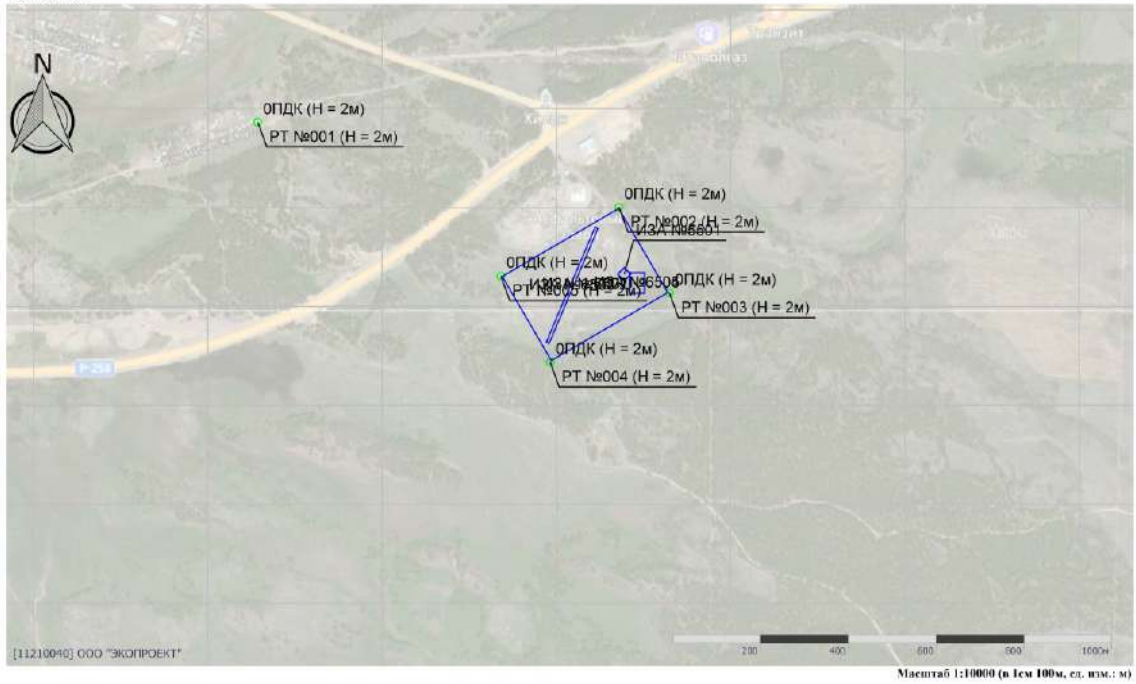 N
0ПДК (Н = 2м)
РТ №001 (Н = 2м)
0ПДК (Н = 2м)
РТ №002 (Н = 2м)
0ПДК (Н = 2м)
0ПДК (Н = 2м)
РТ №003 (Н = 2м)
0ПДК (Н = 2м)
РТ №004 (Н = 2м)
Р-258
[11210040] ООО "ЭКОПРОЕКТ"
200 400 600 800 1000м
Масштаб 1:10000 (в 1см 100м, ед. изм.: м)